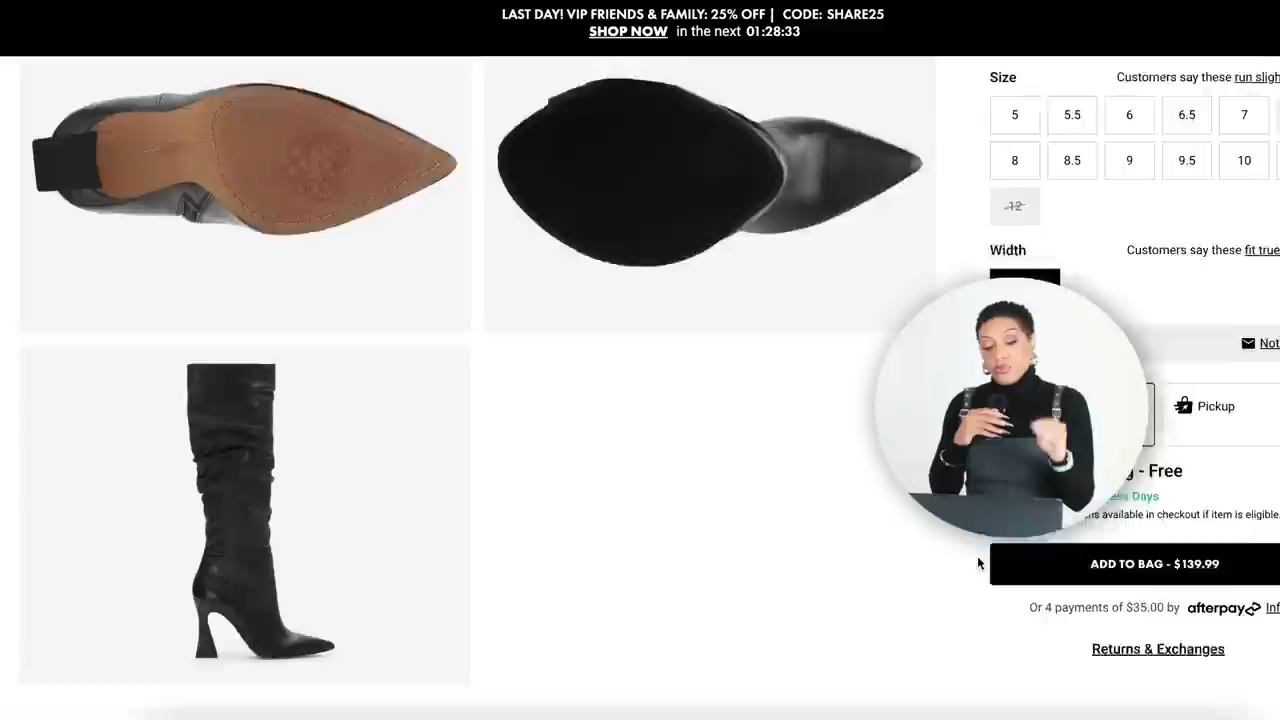 LAST DAY! VIP FRIENDS & FAMILY: 25% OFF | CODE: SHARE25
SHOP NOW in the next 01:28:33
Size Customers say these run sligh
5 5.5 6 6.5 7
8 8.5 9 9.5 10
12
Width Customers say these fit true
Not
Pickup
g - Free
ess Days
ns available in checkout if item is eligible.
ADD TO BAG - $139.99
Or 4 payments of $35.00 by afterpay Inf
Returns & Exchanges